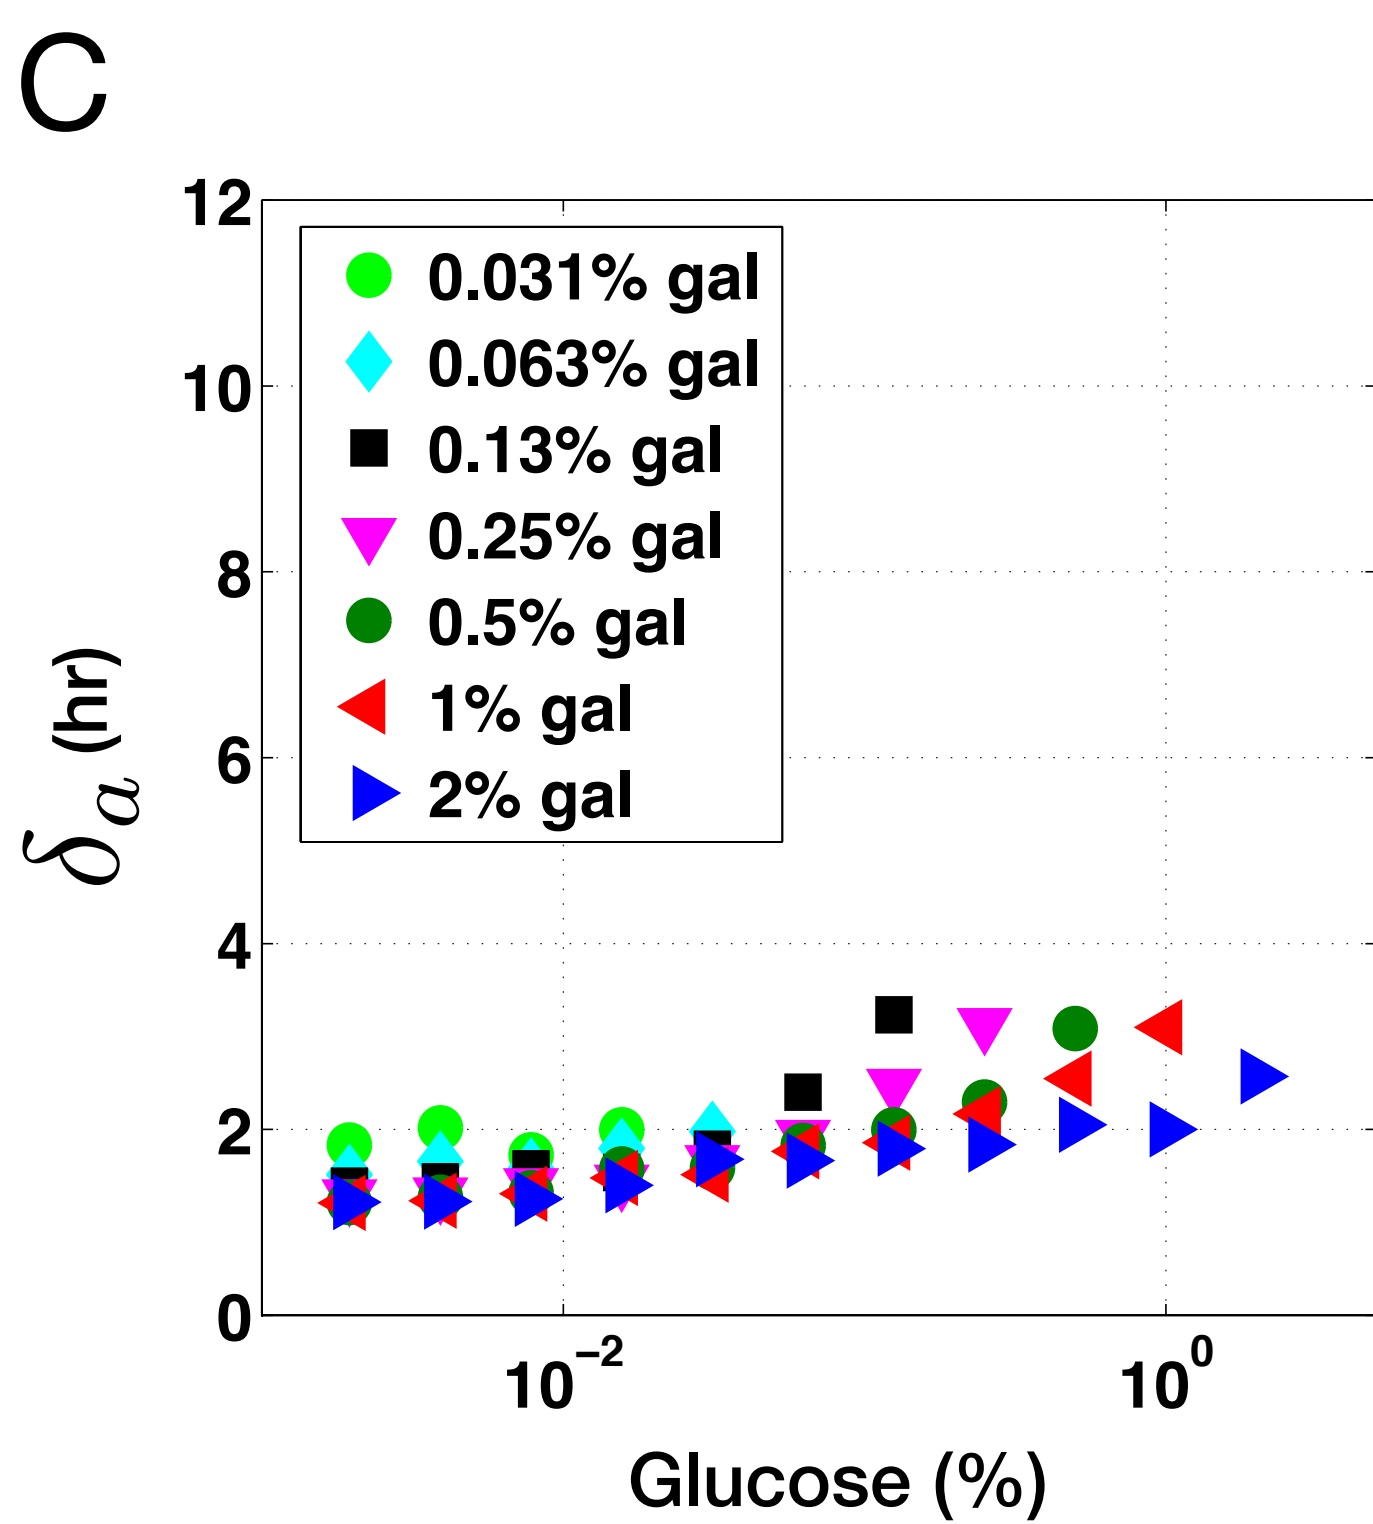 C
12
10
8
6
4
2
0
δₐ (hr)
0.031% gal
0.063% gal
0.13% gal
0.25% gal
0.5% gal
1% gal
2% gal
10⁻² 10⁰
Glucose (%)